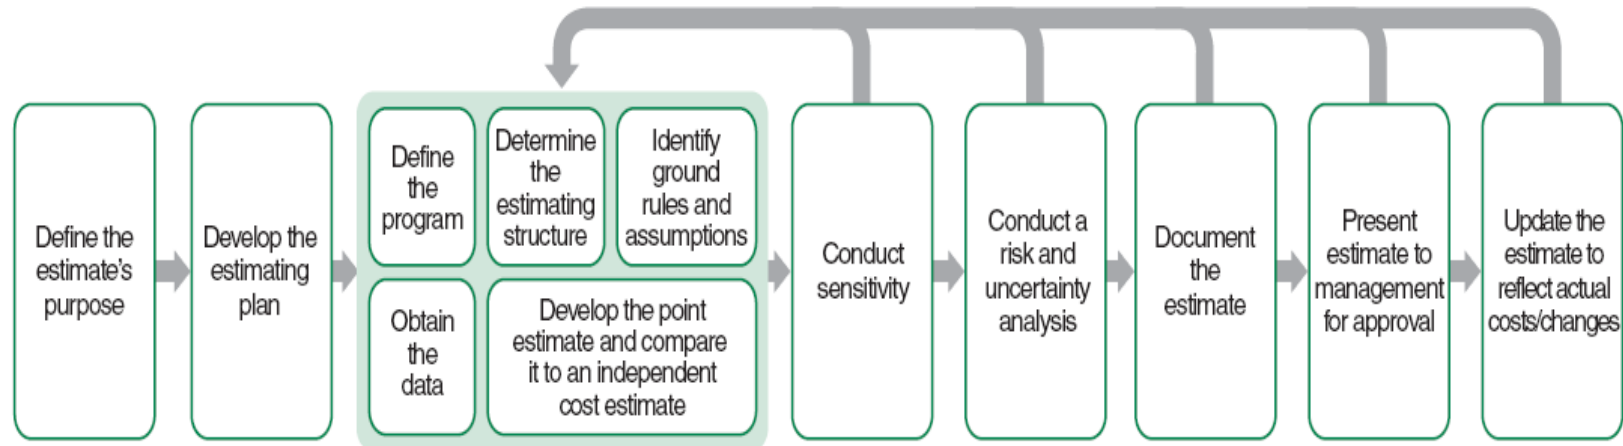 Define the
estimate's
purpose
Develop the
estimating
plan
Define
the
program
Determine
the
estimating
structure
Identify
ground
rules and
assumptions
Obtain
the
data
Develop the point
estimate and compare
it to an independent
cost estimate
Conduct
sensitivity
Conduct a
risk and
uncertainty
analysis
Document
the
estimate
Present
estimate to
management
for approval
Update the
estimate to
reflect actual
costs/changes